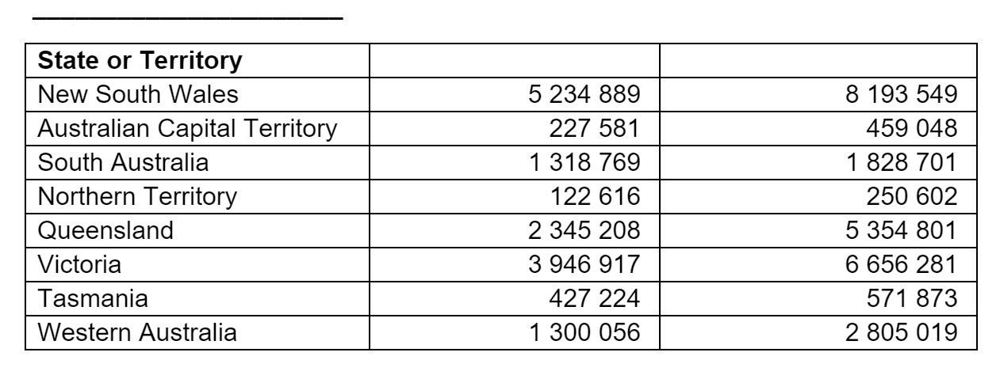 State or Territory
New South Wales 5 234 889 8 193 549
Australian Capital Territory 227 581 459 048
South Australia 1 318 769 1 828 701
Northern Territory 122 616 250 602
Queensland 2 345 208 5 354 801
Victoria 3 946 917 6 656 281
Tasmania 427 224 571 873
Western Australia 1 300 056 2 805 019